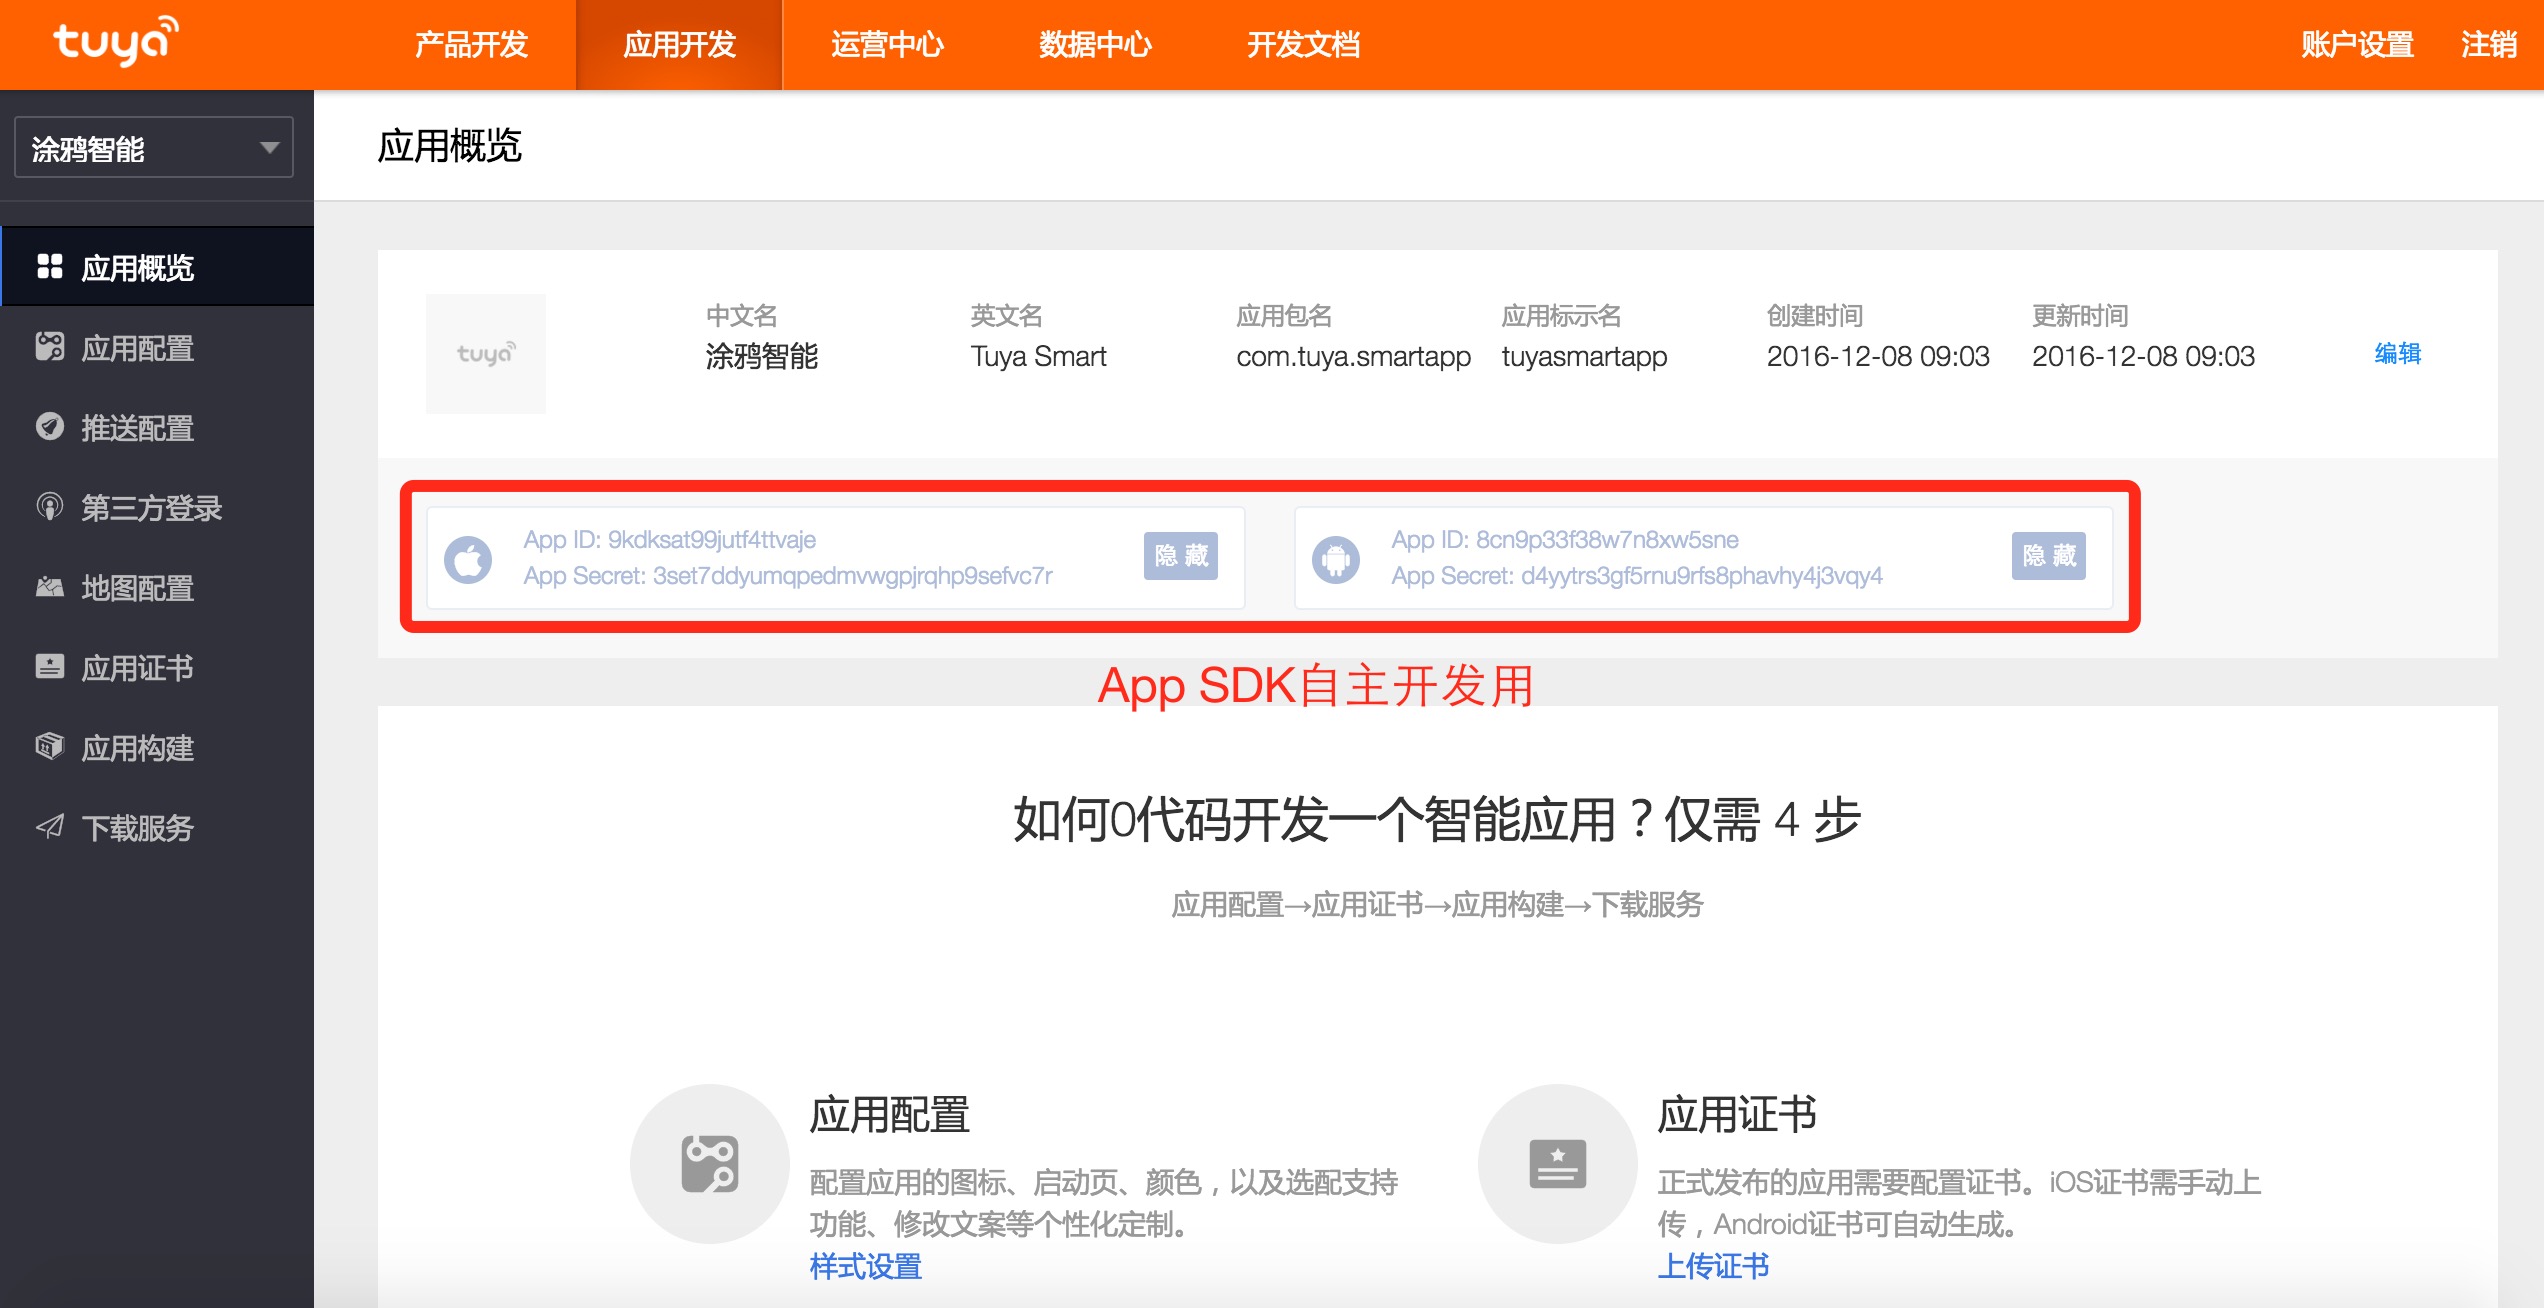 tuya
产品开发
应用开发
运营中心
数据中心
开发文档
账户设置
注销
涂鸦智能
应用概览
应用配置
推送配置
第三方登录
地图配置
应用证书
应用构建
下载服务
应用概览
tuya
中文名
涂鸦智能
英文名
Tuya Smart
应用包名
com.tuya.smartapp
应用标示名
tuyasmartapp
创建时间
2016-12-08 09:03
更新时间
2016-12-08 09:03
编辑
App ID: 9kdksat99jutf4ttvaje
App Secret: 3set7ddyumqpedmvwgpjrqhp9sefvc7r
隐 藏
App ID: 8cn9p33f38w7n8xw5sne
App Secret: d4yytrs3gf5rnu9rfs8phavhy4j3vqy4
隐 藏
App SDK自主开发用
如何0代码开发一个智能应用？仅需 4 步
应用配置→应用证书→应用构建→下载服务
应用配置
配置应用的图标、启动页、颜色，以及选配支持
功能、修改文案等个性化定制。
样式设置
应用证书
正式发布的应用需要配置证书。iOS证书需手动上
传，Android证书可自动生成。
上传证书